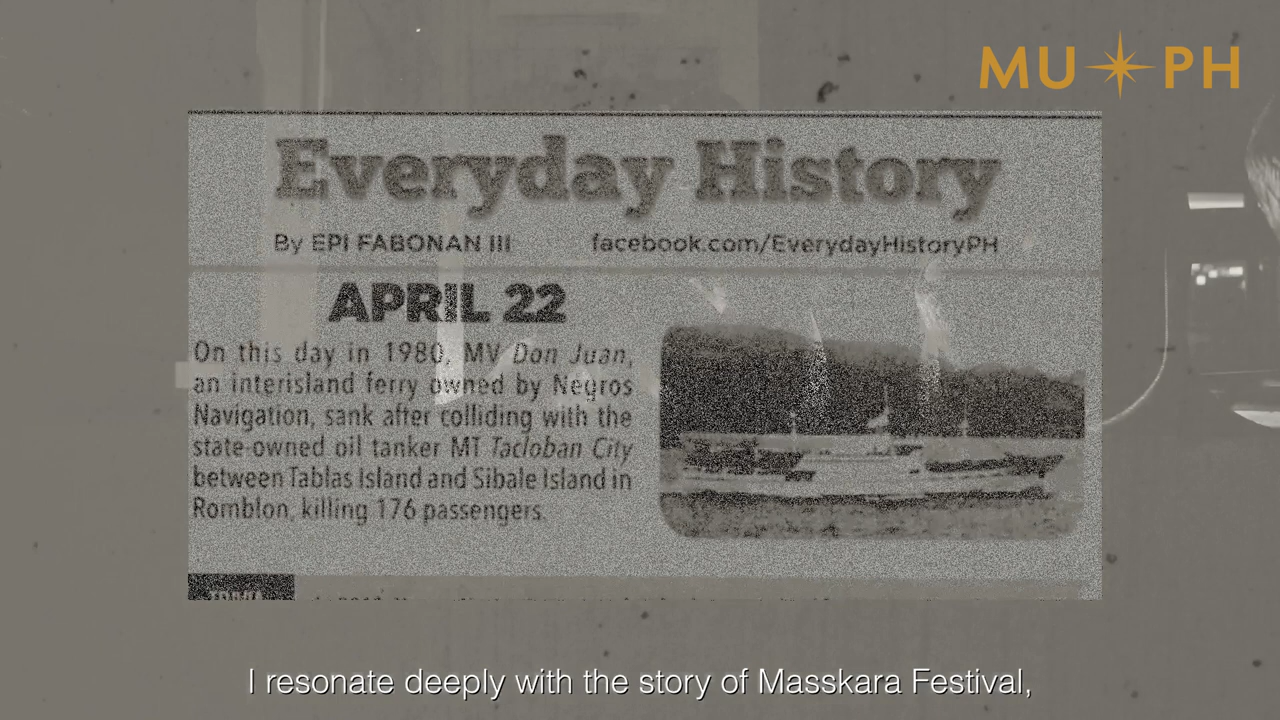 MU PH
Everyday History
By EPI FABONAN III facebook.com/EverydayHistoryPH
APRIL 22
On this day in 1980, MV Don Juan,
an interisland ferry owned by Negros
Navigation, sank after colliding with the
state-owned oil tanker MT Tacloban City
between Tablas Island and Sibale Island in
Romblon, killing 176 passengers.
I resonate deeply with the story of Masskara Festival,